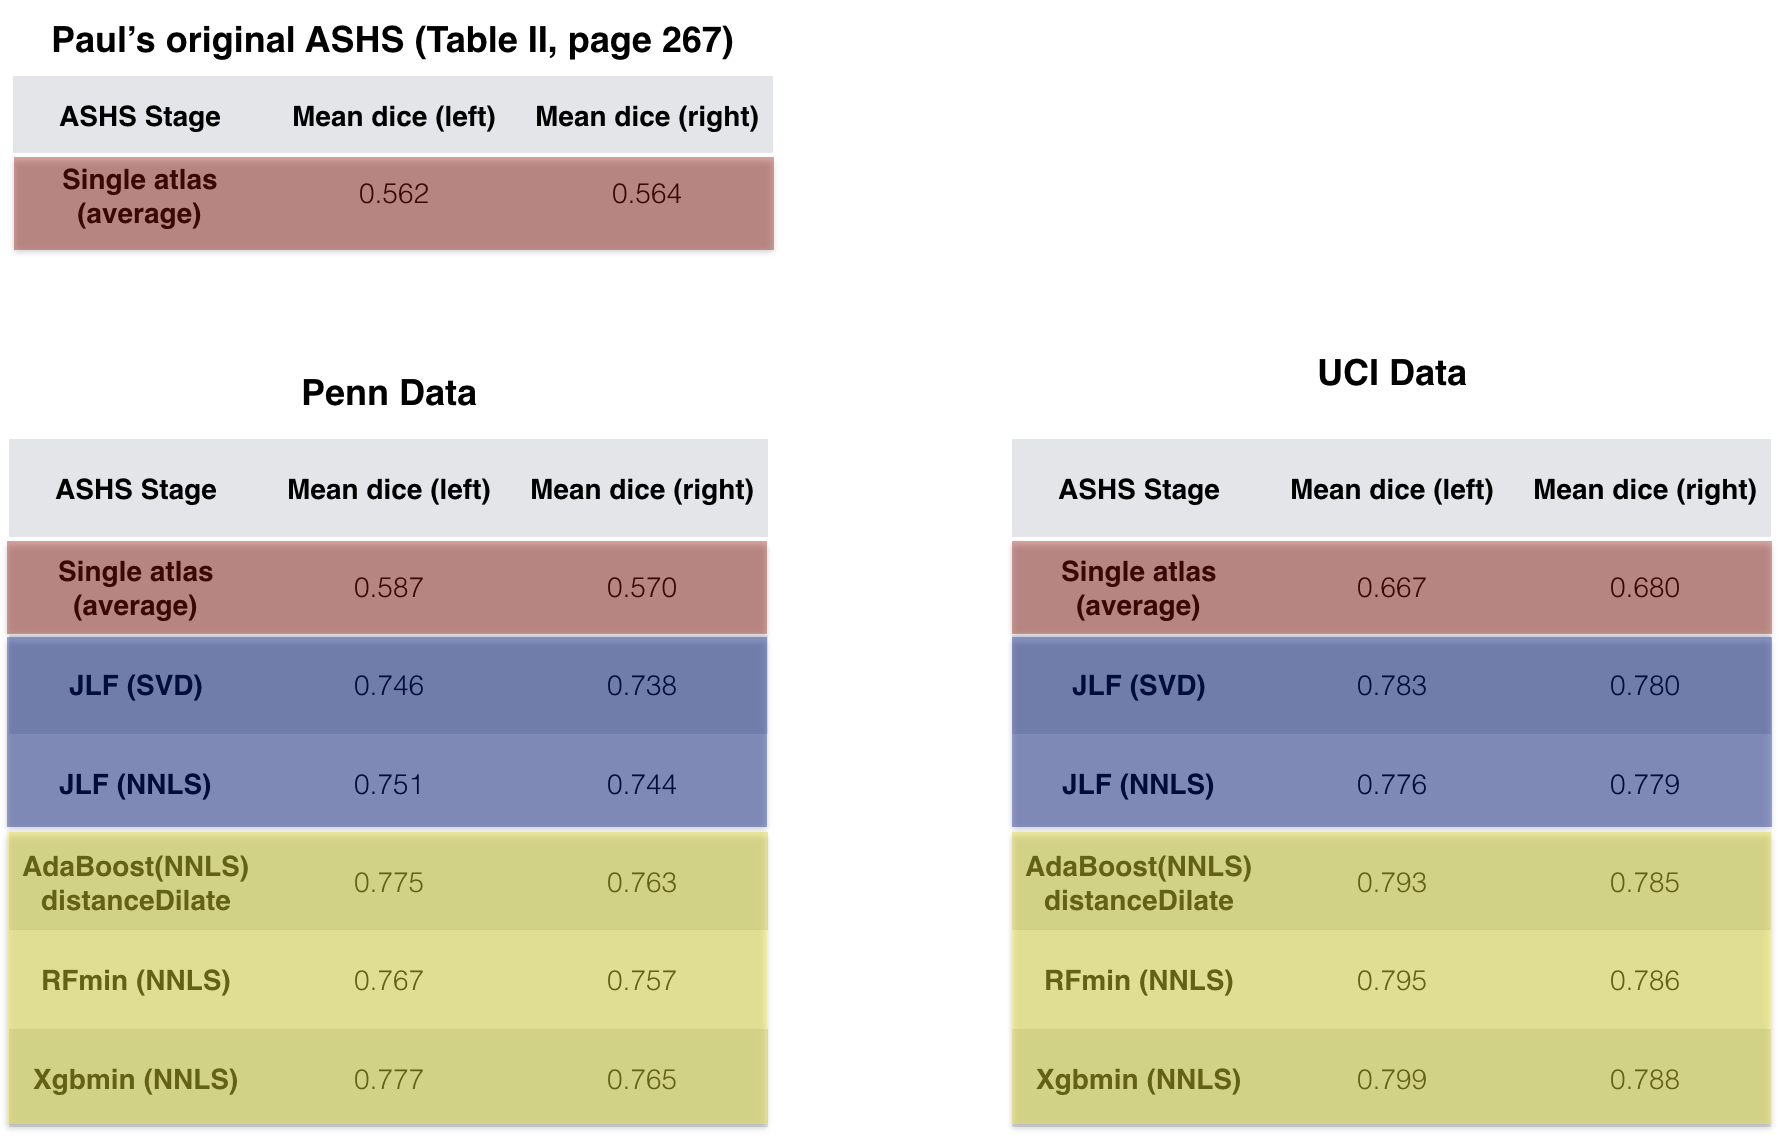 Paul’s original ASHS (Table II, page 267)
ASHS Stage Mean dice (left) Mean dice (right)
Single atlas
(average) 0.562 0.564
Penn Data
ASHS Stage Mean dice (left) Mean dice (right)
Single atlas
(average) 0.587 0.570
JLF (SVD) 0.746 0.738
JLF (NNLS) 0.751 0.744
AdaBoost(NNLS)
distanceDilate 0.775 0.763
RFmin (NNLS) 0.767 0.757
Xgbmin (NNLS) 0.777 0.765
UCI Data
ASHS Stage Mean dice (left) Mean dice (right)
Single atlas
(average) 0.667 0.680
JLF (SVD) 0.783 0.780
JLF (NNLS) 0.776 0.779
AdaBoost(NNLS)
distanceDilate 0.793 0.785
RFmin (NNLS) 0.795 0.786
Xgbmin (NNLS) 0.799 0.788